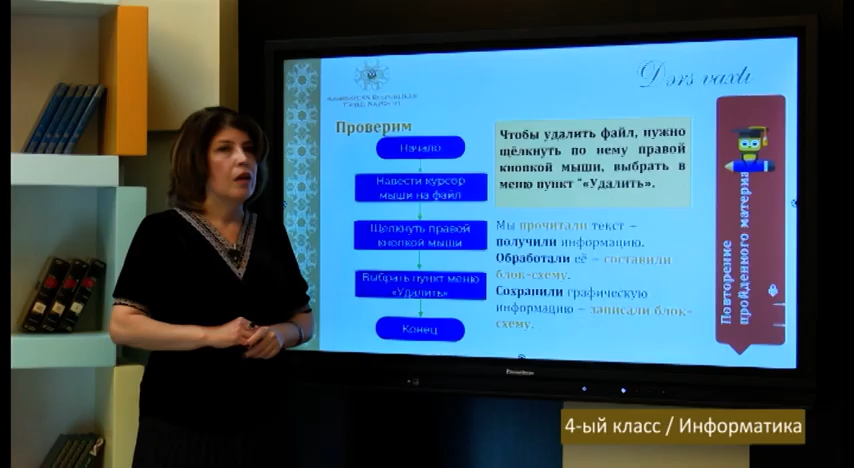 Dərs vaxtı
Проверим
Начало
Навести курсор
мыши на файл
Щелкнуть правой
кнопкой мыши
Выбрать пункт меню
«Удалить»
Конец
Чтобы удалить файл, нужно
щёлкнуть по нему правой
кнопкой мыши, выбрать в
меню пункт "«Удалить».
Мы прочитали текст –
получили информацию.
Обработали её – составили
блок-схему.
Сохранили графическую
информацию – записали блок-
схему.
Повторение
пройденного материа
4-ый класс / Информатика